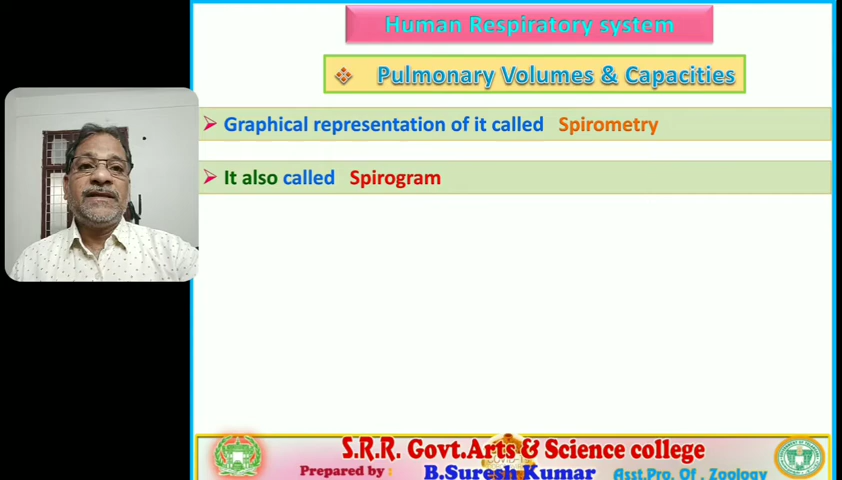 Human Respiratory system
Pulmonary Volumes & Capacities
Graphical representation of it called Spirometry
It also called Spirogram
S.R.R. Govt.Arts & Science college
Prepared by : B.Suresh Kumar Asst.Pro. Of . Zoology